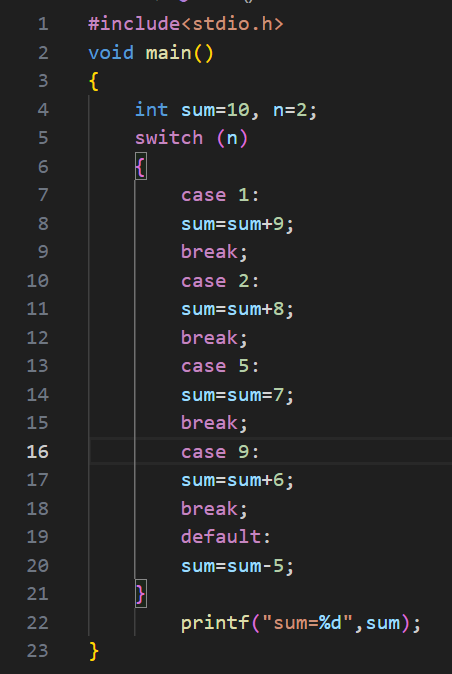 1 #include<stdio.h>
2 void main()
3 {
4 int sum=10, n=2;
5 switch (n)
6 {
7 case 1:
8 sum=sum+9;
9 break;
10 case 2:
11 sum=sum+8;
12 break;
13 case 5:
14 sum=sum=7;
15 break;
16 case 9:
17 sum=sum+6;
18 break;
19 default:
20 sum=sum-5;
21 }
22 printf("sum=%d",sum);
23 }